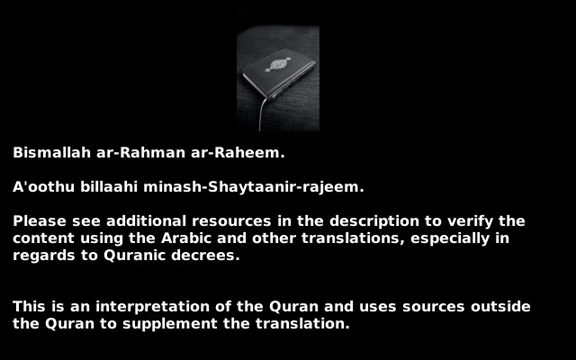 Bismallah ar-Rahman ar-Raheem.
A'oothu billaahi minash-Shaytaanir-rajeem.
Please see additional resources in the description to verify the
content using the Arabic and other translations, especially in
regards to Quranic decrees.
This is an interpretation of the Quran and uses sources outside
the Quran to supplement the translation.